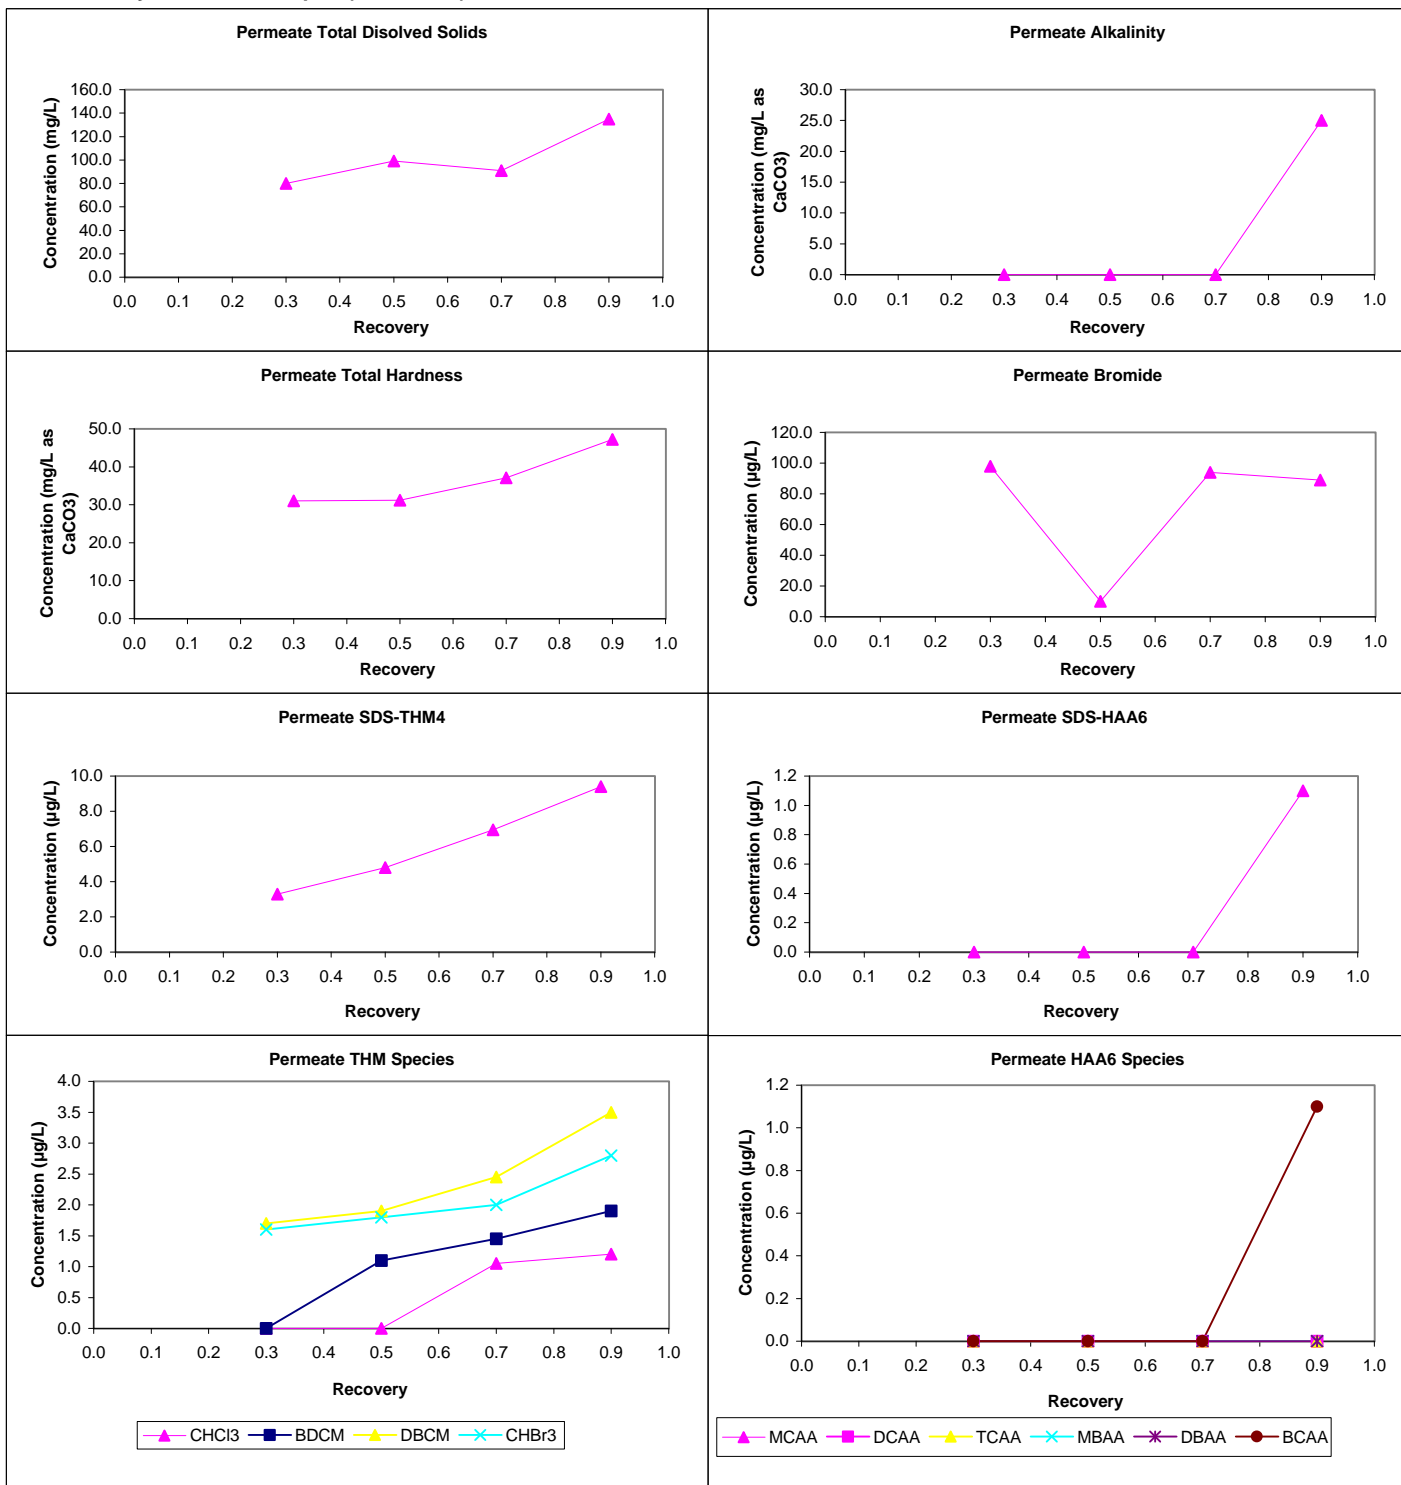 Permeate Total Disolved Solids
Concentration (mg/L)
160.0
140.0
120.0
100.0
80.0
60.0
40.0
20.0
0.0
0.0 0.1 0.2 0.3 0.4 0.5 0.6 0.7 0.8 0.9 1.0
Recovery
Permeate Alkalinity
Concentration (mg/L as
CaCO3)
30.0
25.0
20.0
15.0
10.0
5.0
0.0
0.0 0.1 0.2 0.3 0.4 0.5 0.6 0.7 0.8 0.9 1.0
Recovery
Permeate Total Hardness
Concentration (mg/L as
CaCO3)
50.0
40.0
30.0
20.0
10.0
0.0
0.0 0.1 0.2 0.3 0.4 0.5 0.6 0.7 0.8 0.9 1.0
Recovery
Permeate Bromide
Concentration (µg/L)
120.0
100.0
80.0
60.0
40.0
20.0
0.0
0.0 0.1 0.2 0.3 0.4 0.5 0.6 0.7 0.8 0.9 1.0
Recovery
Permeate SDS-THM4
Concentration (µg/L)
10.0
8.0
6.0
4.0
2.0
0.0
0.0 0.1 0.2 0.3 0.4 0.5 0.6 0.7 0.8 0.9 1.0
Recovery
Permeate SDS-HAA6
Concentration (µg/L)
1.2
1.0
0.8
0.6
0.4
0.2
0.0
0.0 0.1 0.2 0.3 0.4 0.5 0.6 0.7 0.8 0.9 1.0
Recovery
Permeate THM Species
Concentration (µg/L)
4.0
3.5
3.0
2.5
2.0
1.5
1.0
0.5
0.0
0.0 0.1 0.2 0.3 0.4 0.5 0.6 0.7 0.8 0.9 1.0
Recovery
CHCl3 BDCM DBCM CHBr3
Permeate HAA6 Species
Concentration (µg/L)
1.2
1.0
0.8
0.6
0.4
0.2
0.0
0.0 0.1 0.2 0.3 0.4 0.5 0.6 0.7 0.8 0.9 1.0
Recovery
MCAA DCAA TCAA MBAA DBAA BCAA